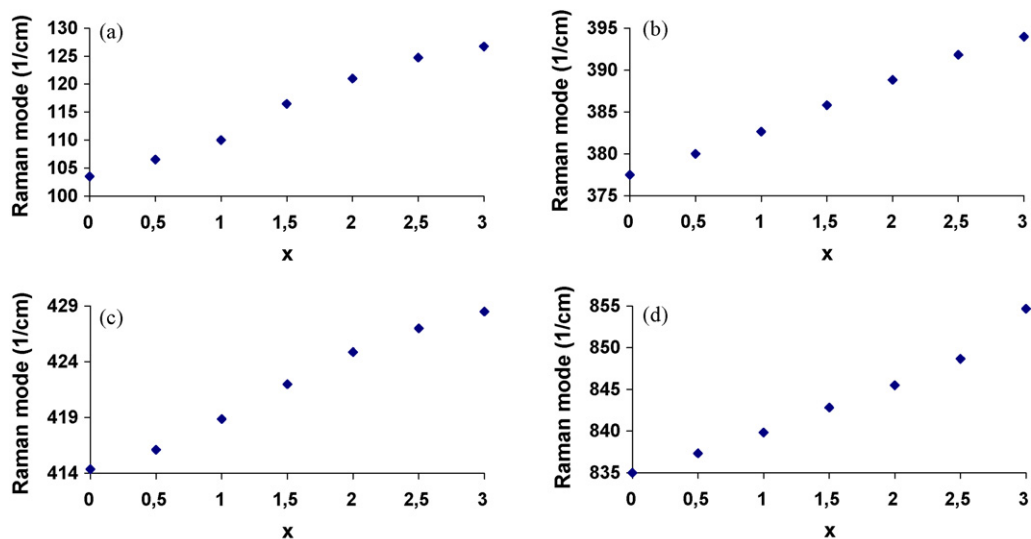 (a)
Raman mode (1/cm)
130
125
120
115
110
105
100
0 0,5 1 1,5 2 2,5 3
x
(b)
Raman mode (1/cm)
395
390
385
380
375
0 0,5 1 1,5 2 2,5 3
x
(c)
Raman mode (1/cm)
429
424
419
414
0 0,5 1 1,5 2 2,5 3
x
(d)
Raman mode (1/cm)
855
850
845
840
835
0 0,5 1 1,5 2 2,5 3
x